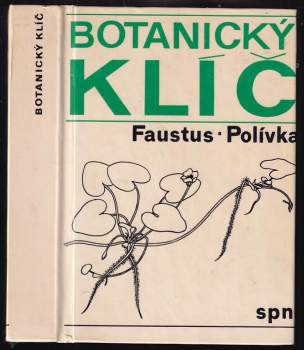 BOTANICKÝ KLÍČ
BOTANICKÝ
KLÍČ
Faustus · Polívka
spn